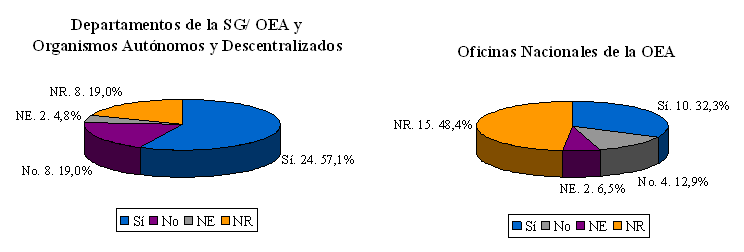 Departamentos de la SG/ OEA y
Organismos Autónomos y Descentralizados
NR. 8. 19,0%
NE. 2. 4,8%
No. 8. 19,0%
Sí. 24. 57,1%
Sí No NE NR
Oficinas Nacionales de la OEA
Sí. 10. 32,3%
NR. 15. 48,4%
No. 4. 12,9%
NE. 2. 6,5%
Sí No NE NR